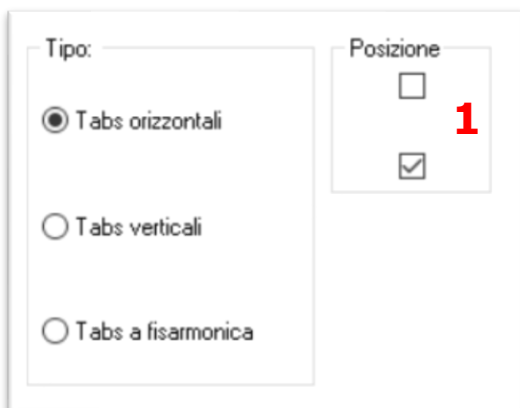 Tipo:
Posizione
Tabs orizzontali
1
Tabs verticali
Tabs a fisarmonica